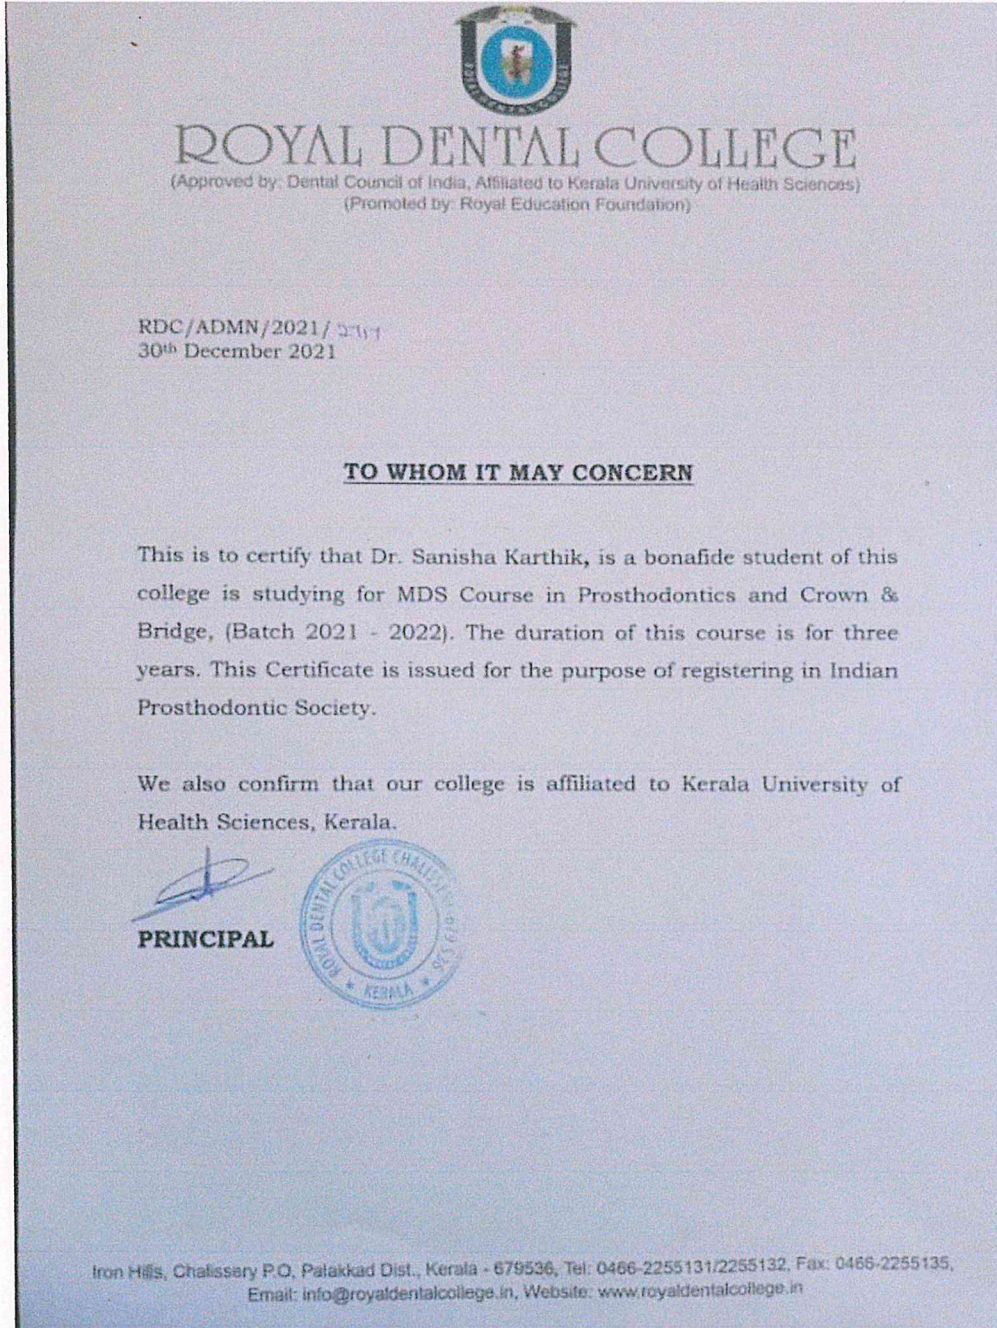 ROYAL DENTAL COLLEGE
ROYAL DENTAL COLLEGE
(Approved by: Dental Council of India, Affiliated to Kerala University of Health Sciences)
(Promoted by: Royal Education Foundation)
RDC/ADMN/2021/
30th December 2021
TO WHOM IT MAY CONCERN
This is to certify that Dr. Sanisha Karthik, is a bonafide student of this
college is studying for MDS Course in Prosthodontics and Crown &
Bridge, (Batch 2021 - 2022). The duration of this course is for three
years. This Certificate is issued for the purpose of registering in Indian
Prosthodontic Society.
We also confirm that our college is affiliated to Kerala University of
Health Sciences, Kerala.
PRINCIPAL
ROYAL DENTAL COLLEGE CHALISSERY-679 536
★ KERALA ★
Iron Hills, Chalissery P.O, Palakkad Dist., Kerala - 679536, Tel: 0466-2255131/2255132, Fax: 0466-2255135,
Email: info@royaldentalcollege.in, Website: www.royaldentalcollege.in